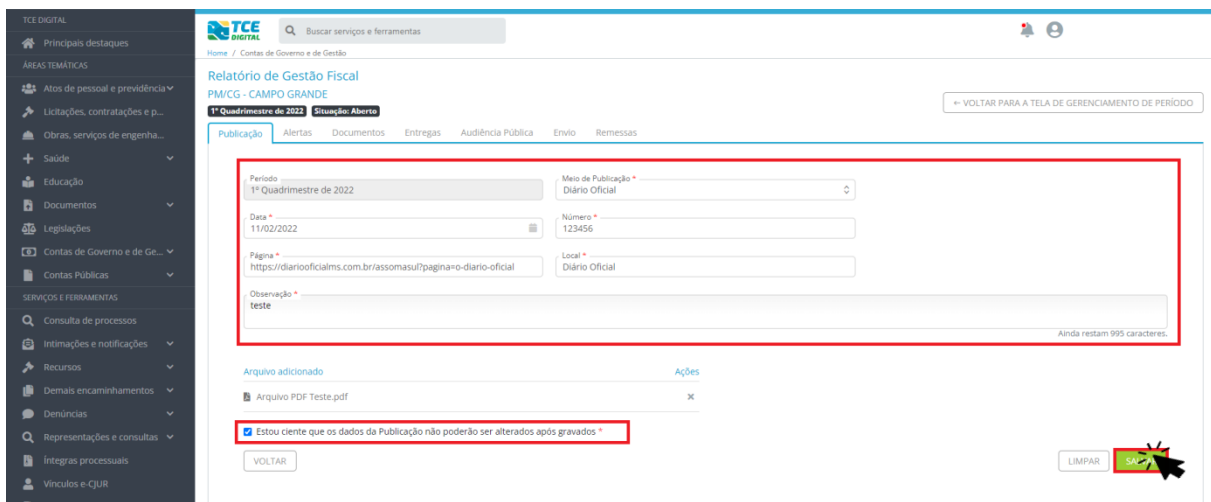 TCE DIGITAL
Principais destaques
ÁREAS TEMÁTICAS
Atos de pessoal e previdência
Licitações, contratações e p...
Obras, serviços de engenha...
Saúde
Educação
Documentos
Legislações
Contas de Governo e de Ge...
Contas Públicas
SERVIÇOS E FERRAMENTAS
Consulta de processos
Intimações e notificações
Recursos
Demais encaminhamentos
Denúncias
Representações e consultas
Íntegras processuais
Vínculos e-CJUR
TCE
DIGITAL
Buscar serviços e ferramentas
Home / Contas de Governo e de Gestão
Relatório de Gestão Fiscal
PM/CG - CAMPO GRANDE
1º Quadrimestre de 2022 Situação: Aberto
← VOLTAR PARA A TELA DE GERENCIAMENTO DE PERÍODO
Publicação Alertas Documentos Entregas Audiência Pública Envio Remessas
Período
1º Quadrimestre de 2022
Meio de Publicação *
Diário Oficial
Data *
11/02/2022
Número *
123456
Página *
https://diariooficialms.com.br/assomasul?pagina=o-diario-oficial
Local *
Diário Oficial
Observação *
teste
Ainda restam 995 caracteres.
Arquivo adicionado Ações
Arquivo PDF Teste.pdf
Estou ciente que os dados da Publicação não poderão ser alterados após gravados *
VOLTAR
LIMPAR